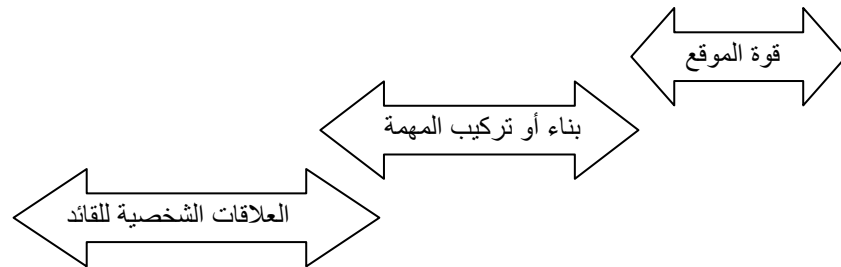 قوة الموقع
بناء أو تركيب المهمة
العلاقات الشخصية للقائد